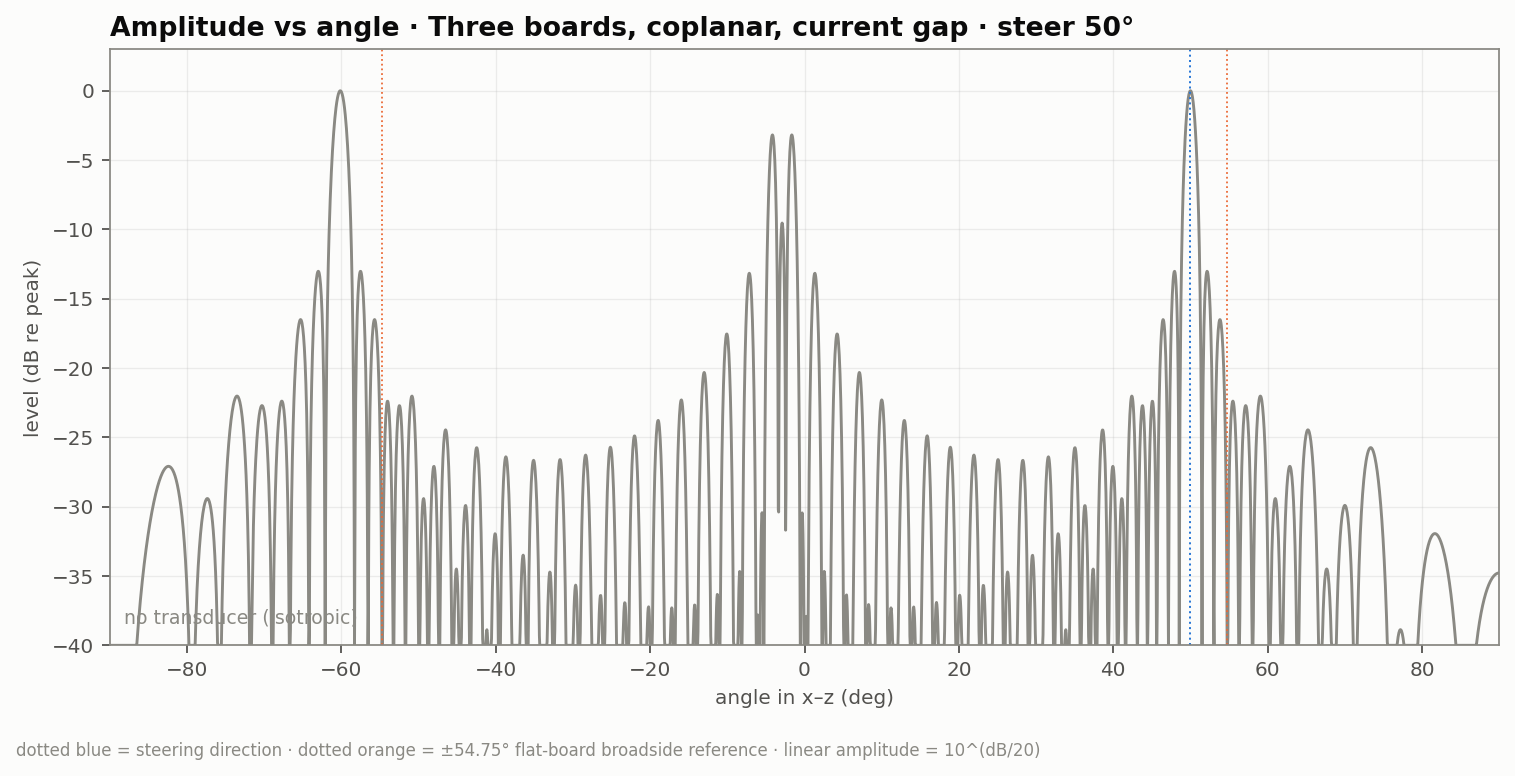 Amplitude vs angle · Three boards, coplanar, current gap · steer 50°
level (dB re peak)
0
−5
−10
−15
−20
−25
−30
−35
−40
no transducer (isotropic)
−80 −60 −40 −20 0 20 40 60 80
angle in x–z (deg)
dotted blue = steering direction · dotted orange = ±54.75° flat-board broadside reference · linear amplitude = 10^(dB/20)